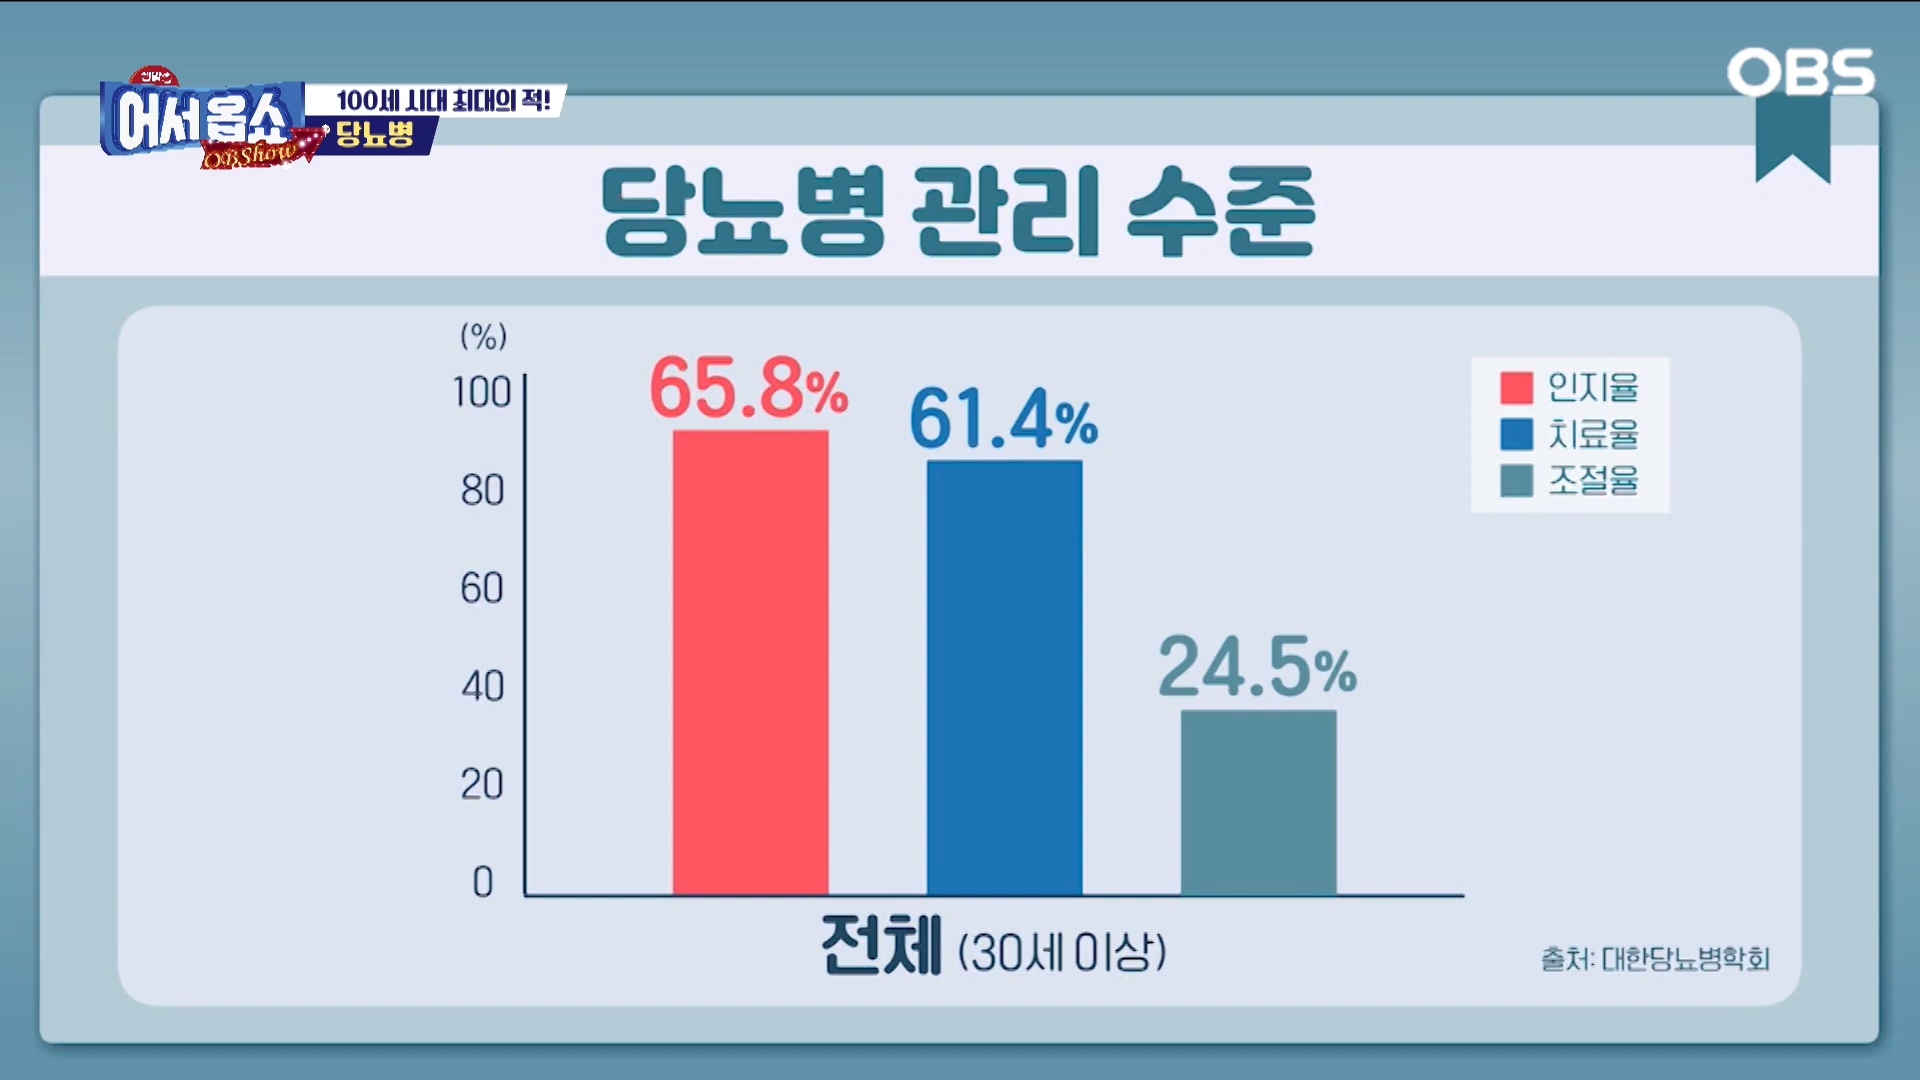 OBS
어서옵쇼
OBShow
100세 시대 최대의 적!
당뇨병
당뇨병 관리 수준
(%)
100
80
60
40
20
0
65.8%
61.4%
24.5%
인지율
치료율
조절율
전체 (30세 이상)
출처: 대한당뇨병학회